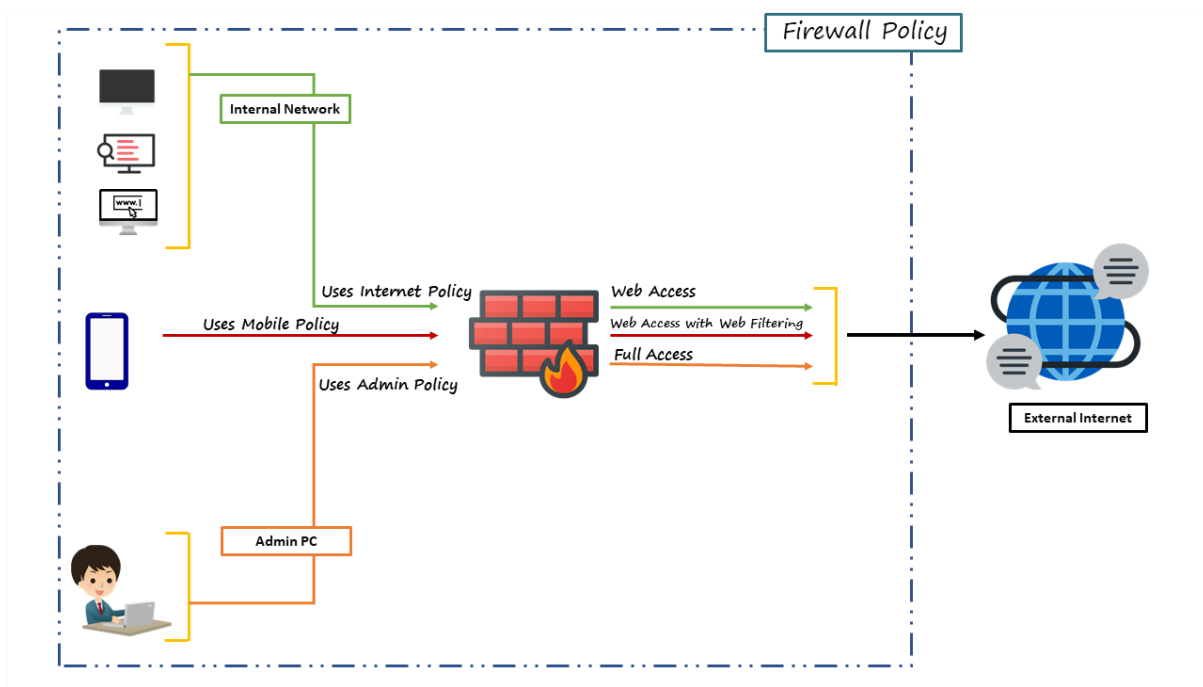 Firewall Policy
Internal Network
www.|
Uses Internet Policy
Web Access
Uses Mobile Policy
Web Access with Web Filtering
Full Access
Uses Admin Policy
External Internet
Admin PC